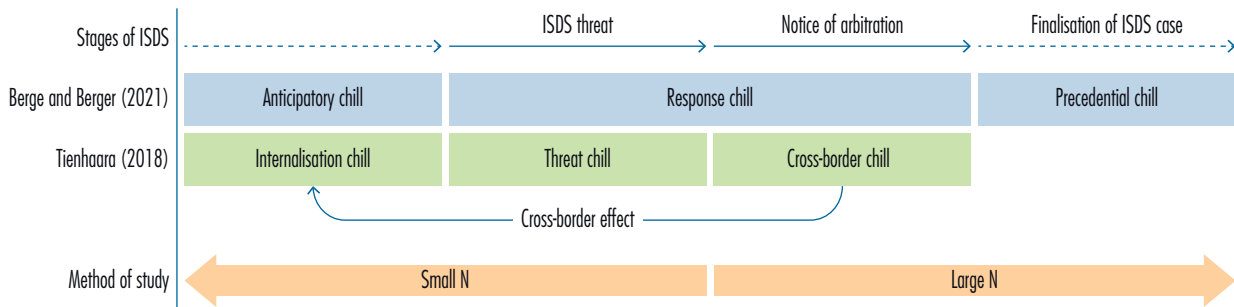 Stages of ISDS
ISDS threat
Notice of arbitration
Finalisation of ISDS case
Berge and Berger (2021)
Anticipatory chill
Response chill
Precedential chill
Tienhaara (2018)
Internalisation chill
Threat chill
Cross-border chill
Cross-border effect
Method of study
Small N
Large N